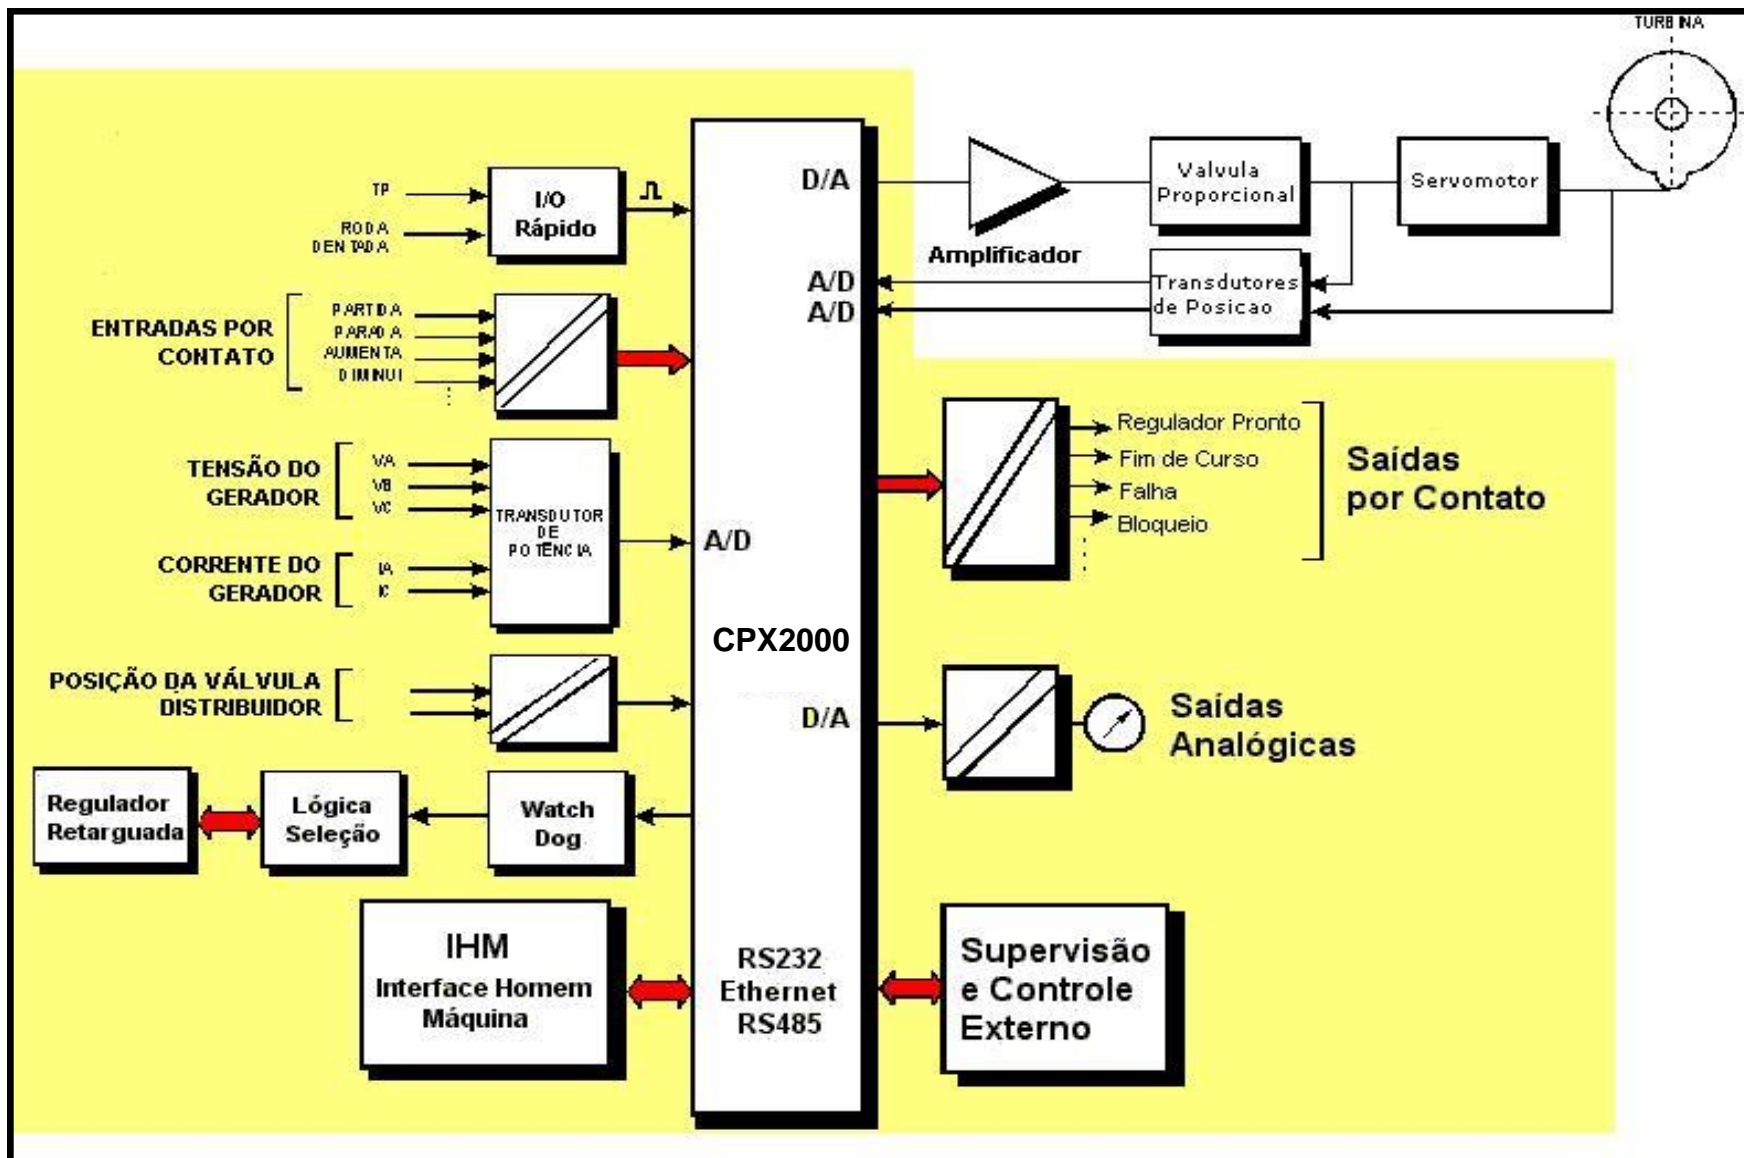 TURBINA
D/A
Valvula
Proporcional
Servomotor
TP
RODA
DENTADA
I/O
Rápido
Amplificador
A/D
A/D
Transdutores
de Posicao
ENTRADAS POR
CONTATO
PARTIDA
PARADA
AUMENTA
DIMINUI
Regulador Pronto
Fim de Curso
Falha
Bloqueio
Saídas
por Contato
TENSÃO DO
GERADOR
VA
VB
VC
TRANSDUTOR
DE
POTÊNCIA
A/D
CORRENTE DO
GERADOR
IA
IC
CPX2000
POSIÇÃO DA VÁLVULA
DISTRIBUIDOR
D/A
Saídas
Analógicas
Regulador
Retarguada
Lógica
Seleção
Watch
Dog
IHM
Interface Homem
Máquina
RS232
Ethernet
RS485
Supervisão
e Controle
Externo